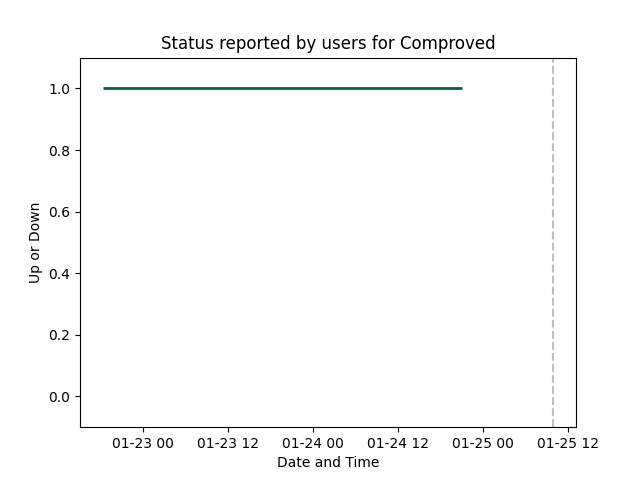 Status reported by users for Comproved
Up or Down
1.0
0.8
0.6
0.4
0.2
0.0
01-23 00 01-23 12 01-24 00 01-24 12 01-25 00 01-25 12
Date and Time